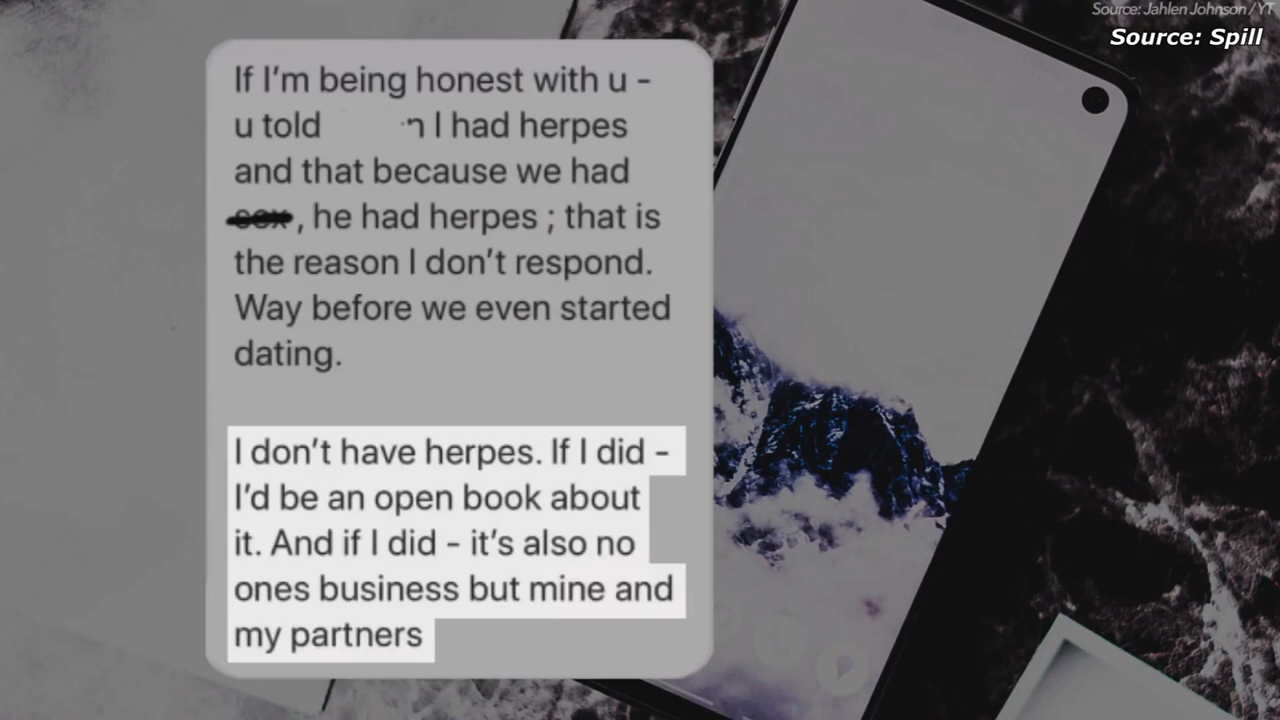 Source: Jahlen Johnson / YT
Source: Spill
If I'm being honest with u -
u told I had herpes
and that because we had
, he had herpes ; that is
the reason I don't respond.
Way before we even started
dating.
I don't have herpes. If I did -
I'd be an open book about
it. And if I did - it's also no
ones business but mine and
my partners